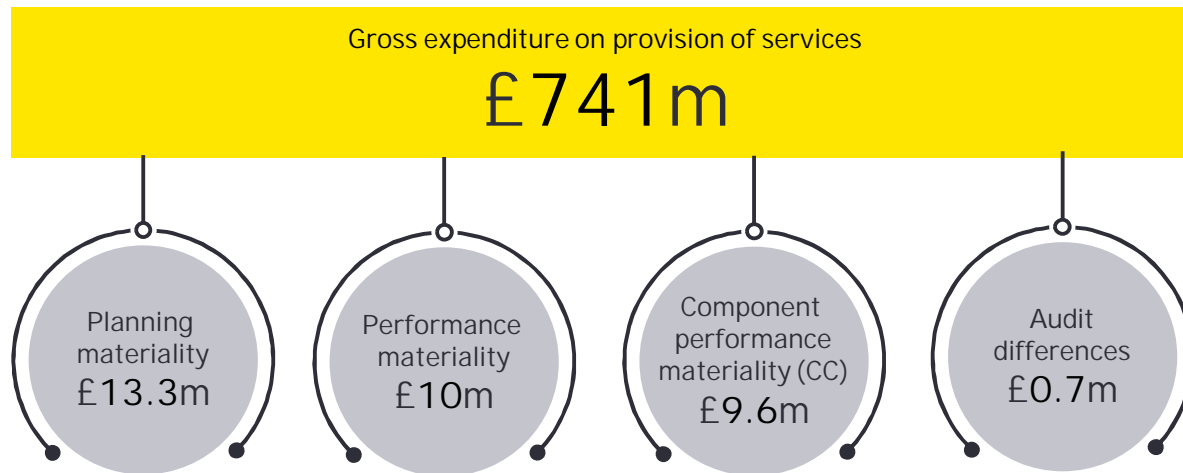 Gross expenditure on provision of services
£741m
Planning
materiality
£13.3m
Performance
materiality
£10m
Component
performance
materiality (CC)
£9.6m
Audit
differences
£0.7m